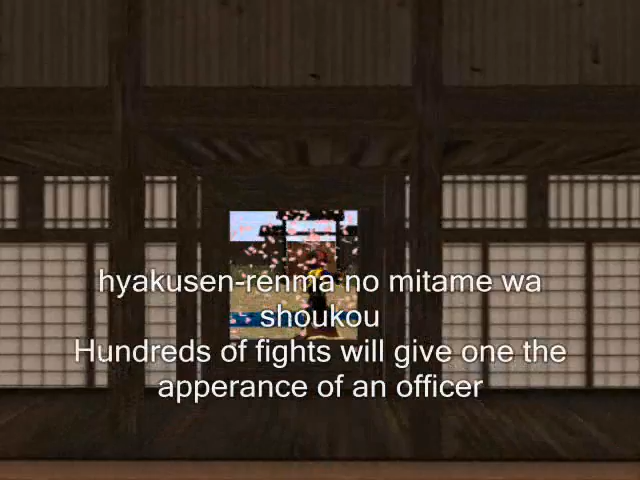 hyakusen-renma no mitame wa
shoukou
Hundreds of fights will give one the
apperance of an officer